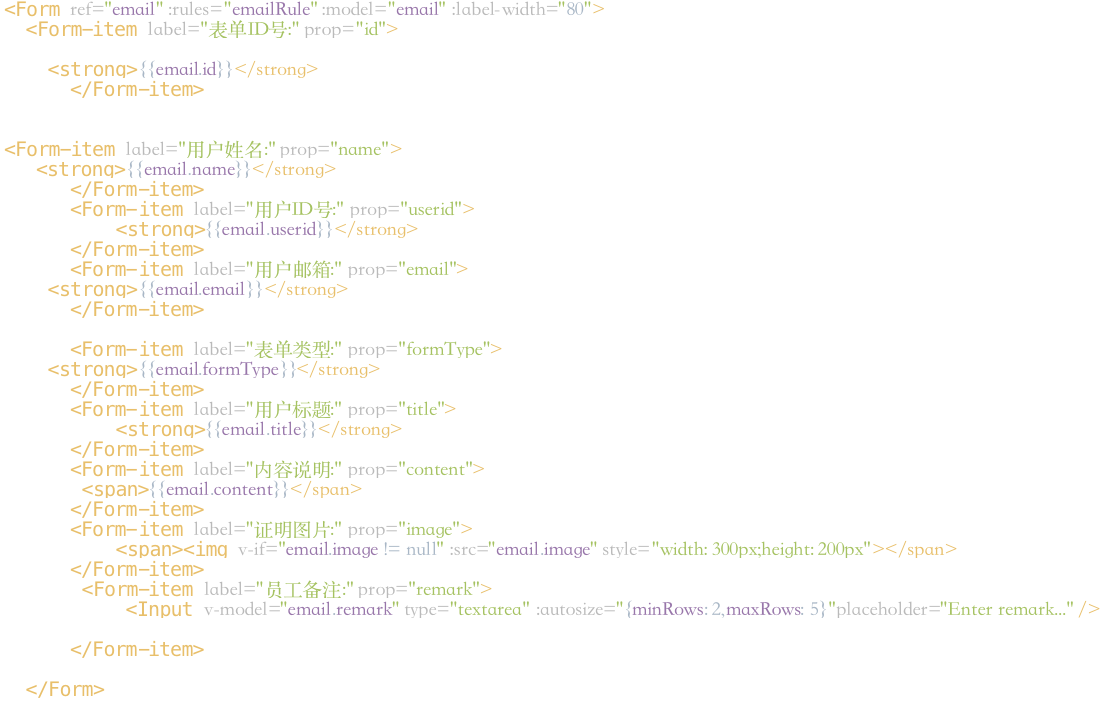 <Form ref="email" :rules="emailRule" :model="email" :label-width="80">
<Form-item label="表单ID号:" prop="id">
<strong>{{email.id}}</strong>
</Form-item>
<Form-item label="用户姓名:" prop="name">
<strong>{{email.name}}</strong>
</Form-item>
<Form-item label="用户ID号:" prop="userid">
<strong>{{email.userid}}</strong>
</Form-item>
<Form-item label="用户邮箱:" prop="email">
<strong>{{email.email}}</strong>
</Form-item>
<Form-item label="表单类型:" prop="formType">
<strong>{{email.formType}}</strong>
</Form-item>
<Form-item label="用户标题:" prop="title">
<strong>{{email.title}}</strong>
</Form-item>
<Form-item label="内容说明:" prop="content">
<span>{{email.content}}</span>
</Form-item>
<Form-item label="证明图片:" prop="image">
<span><img v-if="email.image != null" :src="email.image" style="width: 300px;height: 200px"></span>
</Form-item>
<Form-item label="员工备注:" prop="remark">
<Input v-model="email.remark" type="textarea" :autosize="{minRows: 2,maxRows: 5}"placeholder="Enter remark..." />
</Form-item>
</Form>